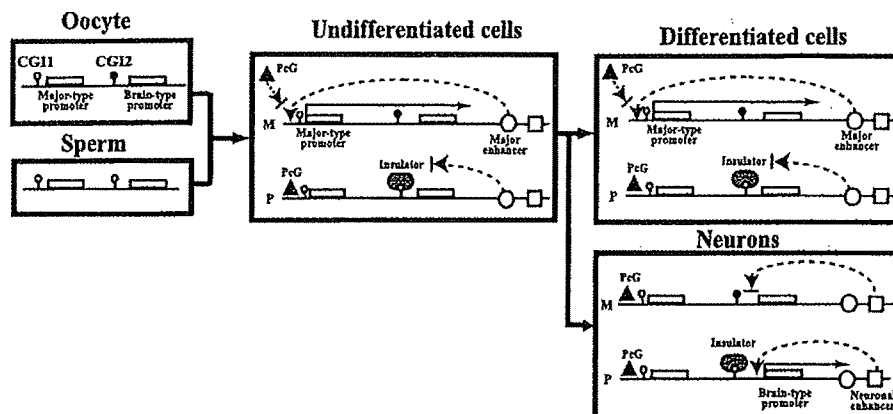 Oocyte
CGI1
CGI2
Major-type
promoter
Brain-type
promoter
Sperm
Undifferentiated cells
PcG
M
Major-type
promoter
Major
enhancer
PcG
Insulator
P
Differentiated cells
PcG
M
Major-type
promoter
Major
enhancer
PcG
Insulator
P
Neurons
PcG
M
PcG
Insulator
P
Brain-type
promoter
Neuronal
enhancer